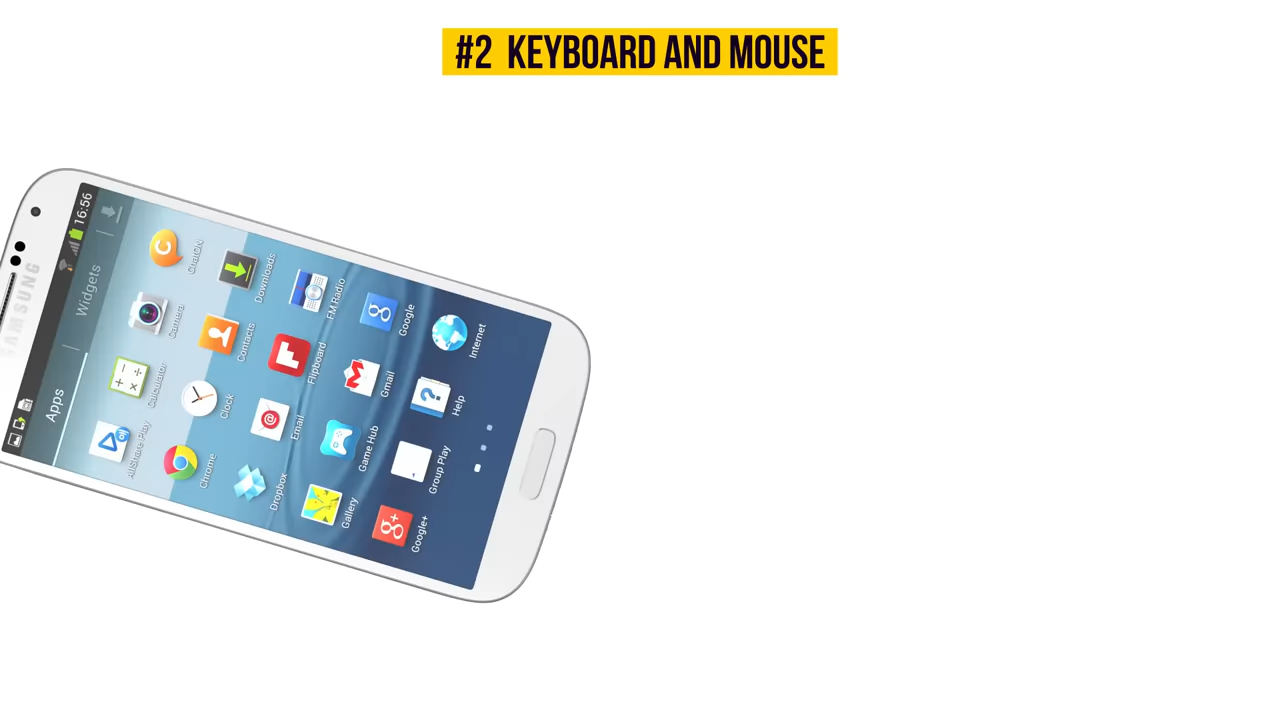 #2 KEYBOARD AND MOUSE
SAMSUNG
16:56
Apps
Widgets
AllShare Play
Calculator
Camera
ChatON
Chrome
Clock
Contacts
Downloads
Dropbox
Email
Flipboard
FM Radio
Gallery
Game Hub
Gmail
Google
Google+
Group Play
Help
Internet